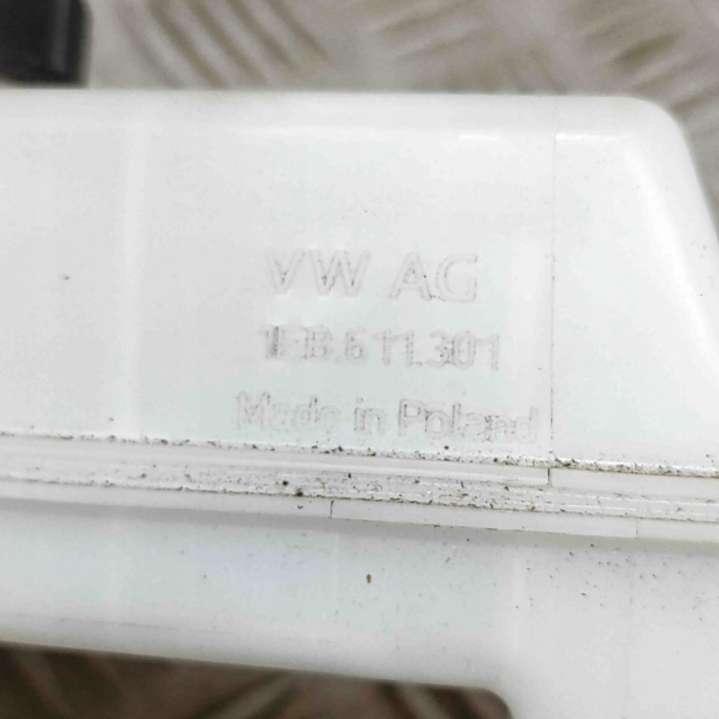 VW AG
1EB.611.301
Made in Poland